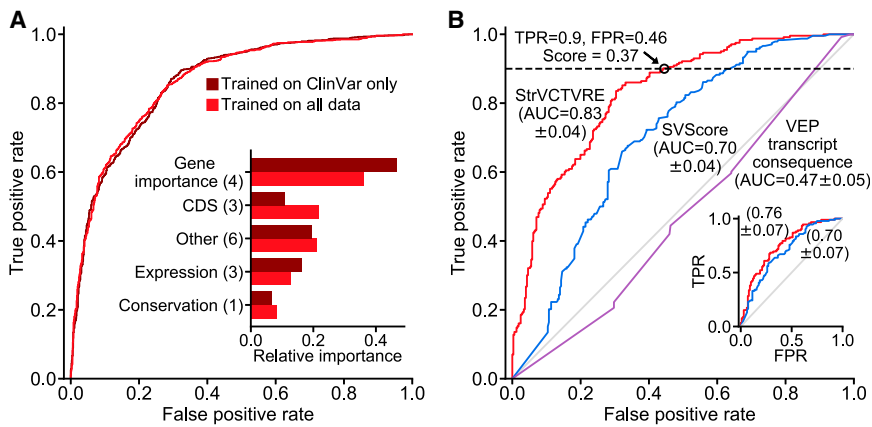 A
1.0
0.8
0.6
0.4
0.2
0.0
True positive rate
0.0
0.2
0.4
0.6
0.8
1.0
False positive rate
Trained on ClinVar only
Trained on all data
Gene
importance (4)
CDS (3)
Other (6)
Expression (3)
Conservation (1)
0.0
0.2
0.4
Relative importance
B
1.0
0.8
0.6
0.4
0.2
0.0
True positive rate
0.0
0.2
0.4
0.6
0.8
1.0
False positive rate
TPR=0.9, FPR=0.46
Score = 0.37
StrVCTVRE
(AUC=0.83
±0.04)
SVScore
(AUC=0.70
±0.04)
VEP
transcript
consequence
(AUC=0.47±0.05)
1.0
0.5
0.0
TPR
(0.76
±0.07)
(0.70
±0.07)
0.0
0.5
1.0
FPR